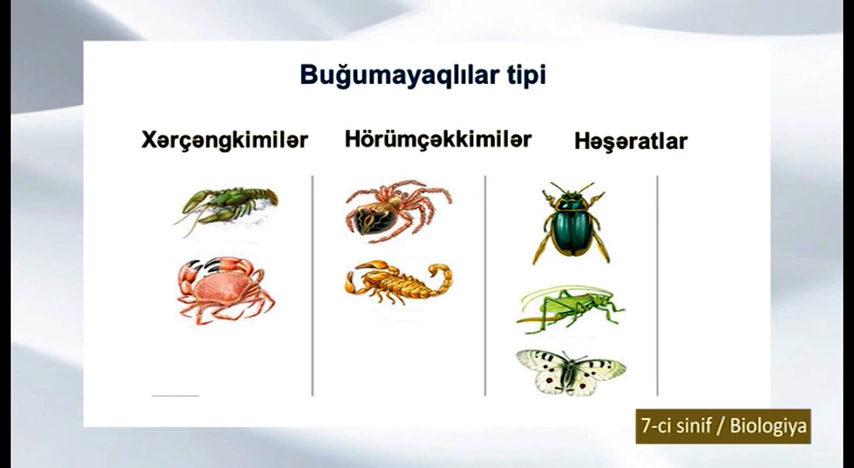 Buğumayaqlılar tipi
Xərçəngkimilər Hörümçəkkimilər Həşəratlar
7-ci sinif / Biologiya